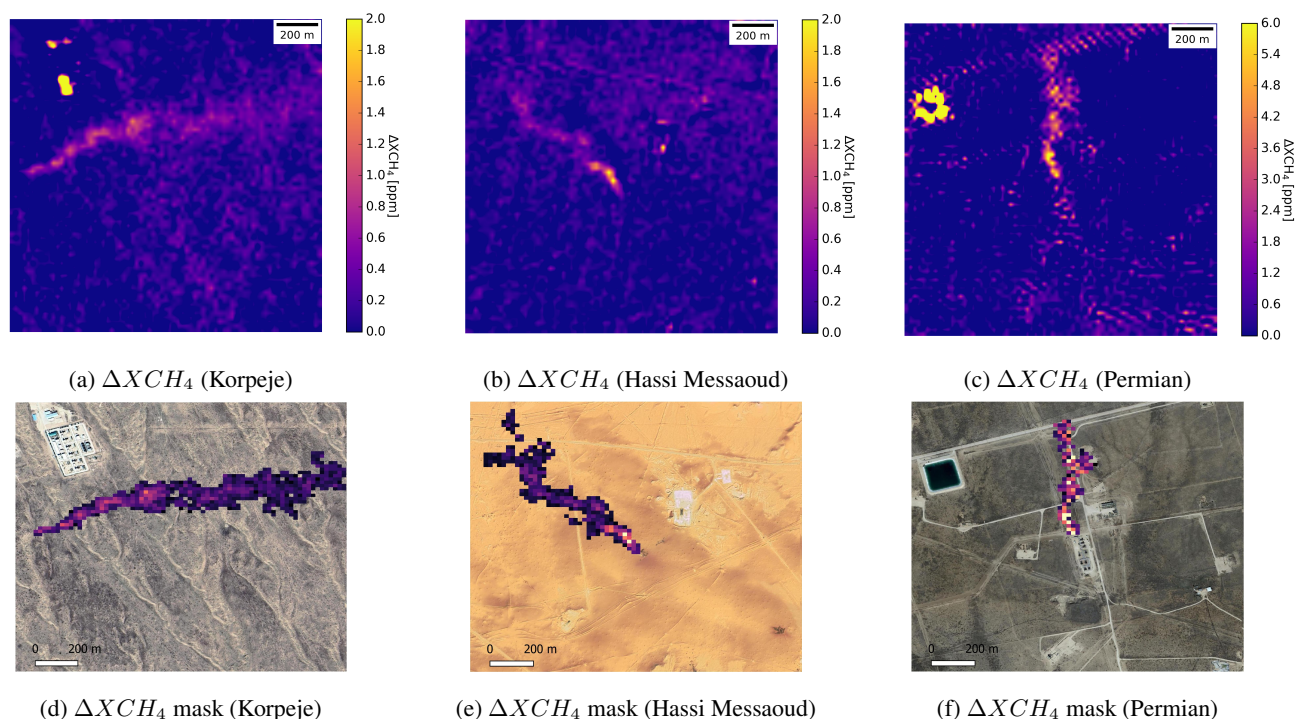 200 m
2.0
1.8
1.6
1.4
1.2
1.0
0.8
0.6
0.4
0.2
0.0
ΔXCH₄ [ppm]
200 m
2.0
1.8
1.6
1.4
1.2
1.0
0.8
0.6
0.4
0.2
0.0
ΔXCH₄ [ppm]
200 m
6.0
5.4
4.8
4.2
3.6
3.0
2.4
1.8
1.2
0.6
0.0
ΔXCH₄ [ppm]
(a) ΔXCH₄ (Korpeje)
(b) ΔXCH₄ (Hassi Messaoud)
(c) ΔXCH₄ (Permian)
0 200 m
0 200 m
0 200 m
(d) ΔXCH₄ mask (Korpeje)
(e) ΔXCH₄ mask (Hassi Messaoud)
(f) ΔXCH₄ mask (Permian)